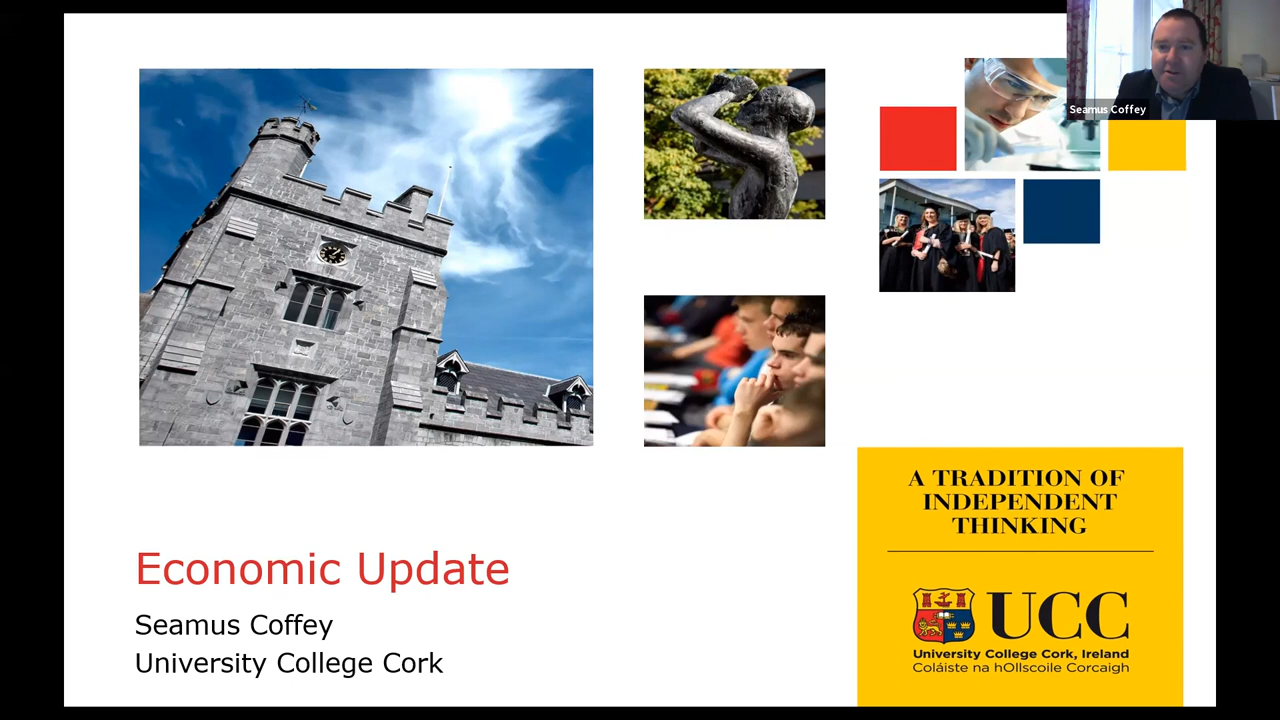 Seamus Coffey
A TRADITION OF
INDEPENDENT
THINKING
Economic Update
Seamus Coffey
University College Cork
UCC
University College Cork, Ireland
Coláiste na hOllscoile Corcaigh